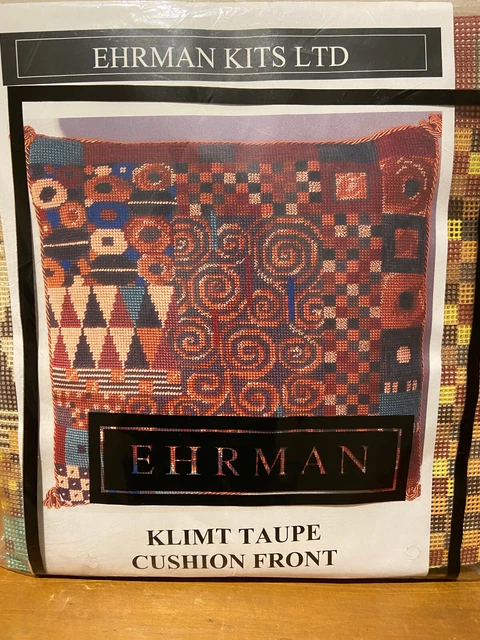 EHRMAN KITS LTD
EHRMAN
KLIMT TAUPE
CUSHION FRONT